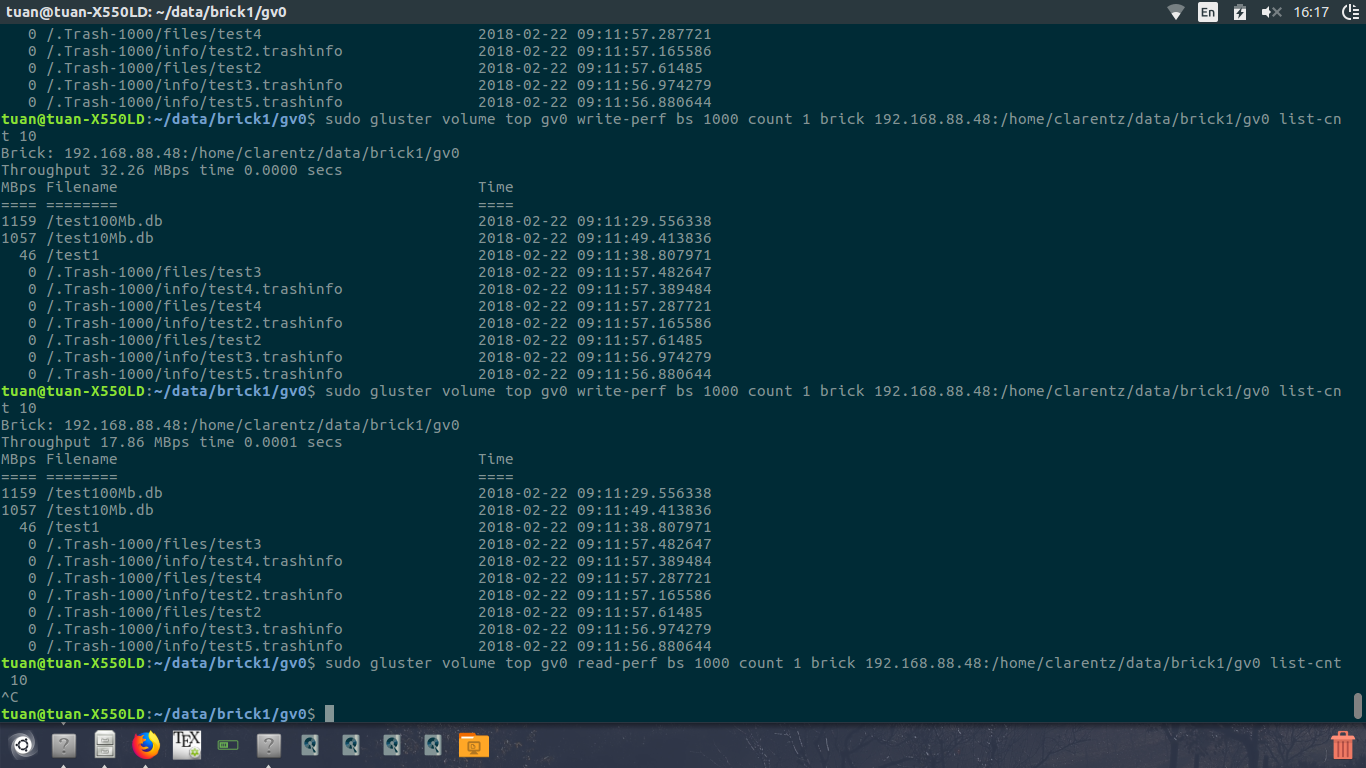 tuan@tuan-X550LD: ~/data/brick1/gv0
En
16:17
0 /.Trash-1000/files/test4 2018-02-22 09:11:57.287721
0 /.Trash-1000/info/test2.trashinfo 2018-02-22 09:11:57.165586
0 /.Trash-1000/files/test2 2018-02-22 09:11:57.61485
0 /.Trash-1000/info/test3.trashinfo 2018-02-22 09:11:56.974279
0 /.Trash-1000/info/test5.trashinfo 2018-02-22 09:11:56.880644
tuan@tuan-X550LD:~/data/brick1/gv0$ sudo gluster volume top gv0 write-perf bs 1000 count 1 brick 192.168.88.48:/home/clarentz/data/brick1/gv0 list-cn
t 10
Brick: 192.168.88.48:/home/clarentz/data/brick1/gv0
Throughput 32.26 MBps time 0.0000 secs
MBps Filename Time
==== ======== ====
1159 /test100Mb.db 2018-02-22 09:11:29.556338
1057 /test10Mb.db 2018-02-22 09:11:49.413836
46 /test1 2018-02-22 09:11:38.807971
0 /.Trash-1000/files/test3 2018-02-22 09:11:57.482647
0 /.Trash-1000/info/test4.trashinfo 2018-02-22 09:11:57.389484
0 /.Trash-1000/files/test4 2018-02-22 09:11:57.287721
0 /.Trash-1000/info/test2.trashinfo 2018-02-22 09:11:57.165586
0 /.Trash-1000/files/test2 2018-02-22 09:11:57.61485
0 /.Trash-1000/info/test3.trashinfo 2018-02-22 09:11:56.974279
0 /.Trash-1000/info/test5.trashinfo 2018-02-22 09:11:56.880644
tuan@tuan-X550LD:~/data/brick1/gv0$ sudo gluster volume top gv0 write-perf bs 1000 count 1 brick 192.168.88.48:/home/clarentz/data/brick1/gv0 list-cn
t 10
Brick: 192.168.88.48:/home/clarentz/data/brick1/gv0
Throughput 17.86 MBps time 0.0001 secs
MBps Filename Time
==== ======== ====
1159 /test100Mb.db 2018-02-22 09:11:29.556338
1057 /test10Mb.db 2018-02-22 09:11:49.413836
46 /test1 2018-02-22 09:11:38.807971
0 /.Trash-1000/files/test3 2018-02-22 09:11:57.482647
0 /.Trash-1000/info/test4.trashinfo 2018-02-22 09:11:57.389484
0 /.Trash-1000/files/test4 2018-02-22 09:11:57.287721
0 /.Trash-1000/info/test2.trashinfo 2018-02-22 09:11:57.165586
0 /.Trash-1000/files/test2 2018-02-22 09:11:57.61485
0 /.Trash-1000/info/test3.trashinfo 2018-02-22 09:11:56.974279
0 /.Trash-1000/info/test5.trashinfo 2018-02-22 09:11:56.880644
tuan@tuan-X550LD:~/data/brick1/gv0$ sudo gluster volume top gv0 read-perf bs 1000 count 1 brick 192.168.88.48:/home/clarentz/data/brick1/gv0 list-cnt
10
^C
tuan@tuan-X550LD:~/data/brick1/gv0$
? TEX ?